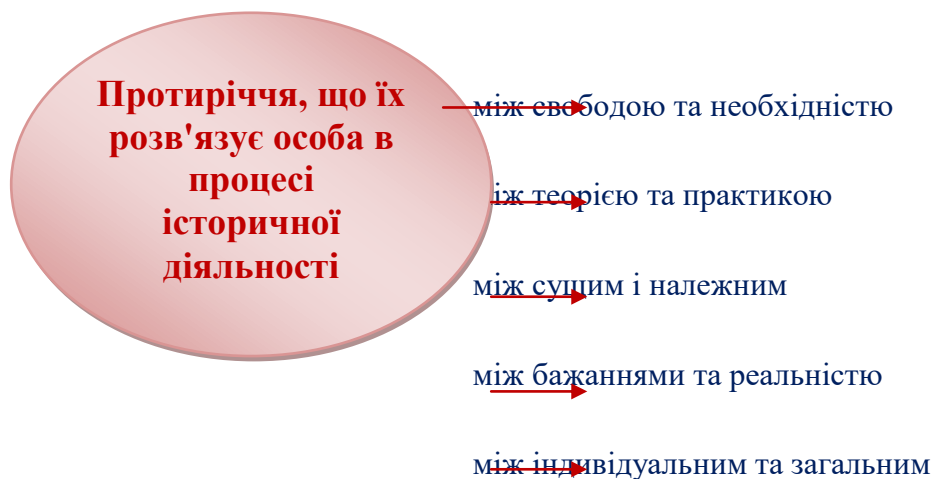 Протиріччя, що їх
розв'язує особа в
процесі
історичної
діяльності
між свободою та необхідністю
між теорією та практикою
між сущим і належним
між бажаннями та реальністю
між індивідуальним та загальним